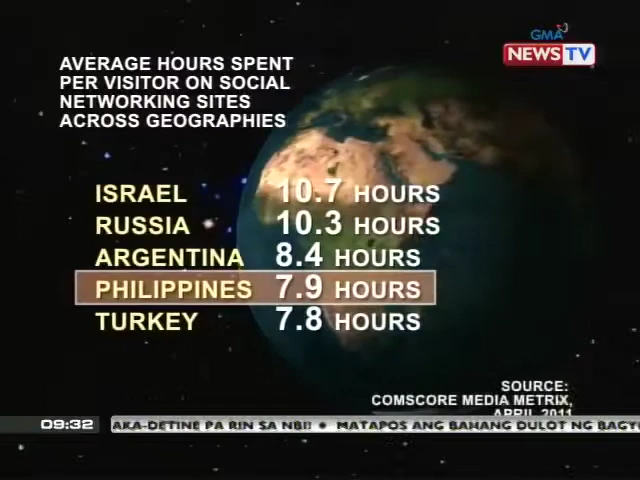 GMA
NEWS TV
AVERAGE HOURS SPENT
PER VISITOR ON SOCIAL
NETWORKING SITES
ACROSS GEOGRAPHIES
ISRAEL 10.7 HOURS
RUSSIA 10.3 HOURS
ARGENTINA 8.4 HOURS
PHILIPPINES 7.9 HOURS
TURKEY 7.8 HOURS
SOURCE:
COMSCORE MEDIA METRIX,
APRIL 2011
09:32 AKA-DETINE PA RIN SA NBI! • MATAPOS ANG BAHANG DULOT NG BAGY